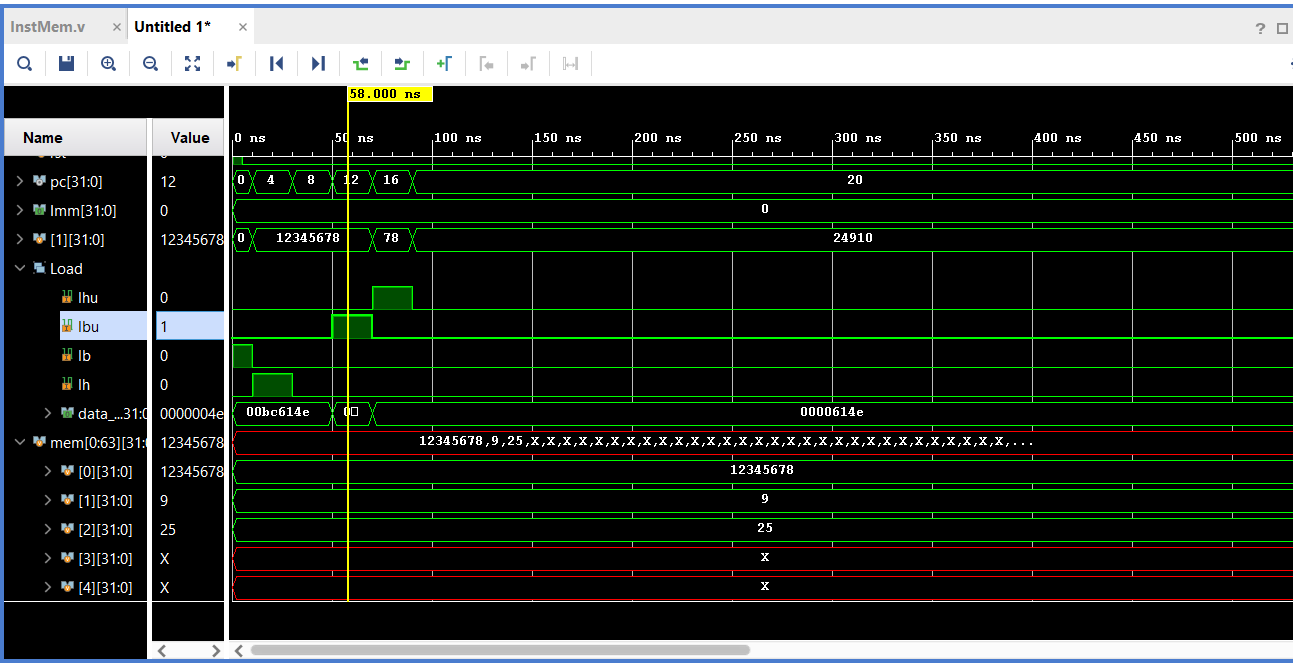 InstMem.v × Untitled 1* × ?
58.000 ns
Name Value 0 ns 50 ns 100 ns 150 ns 200 ns 250 ns 300 ns 350 ns 400 ns 450 ns 500 ns
pc[31:0] 12 0 4 8 12 16 20
Imm[31:0] 0 0
[1][31:0] 12345678 0 12345678 78 24910
Load
lhu 0
lbu 1
lb 0
lh 0
data_...31:0 0000004e 00bc614e 0 0000614e
mem[0:63][31: 12345678 12345678,9,25,X,X,X,X,X,X,X,X,X,X,X,X,X,X,X,X,X,X,X,X,X,X,X,X,X,X,X,X,X,X,...
[0][31:0] 12345678 12345678
[1][31:0] 9 9
[2][31:0] 25 25
[3][31:0] X X
[4][31:0] X X